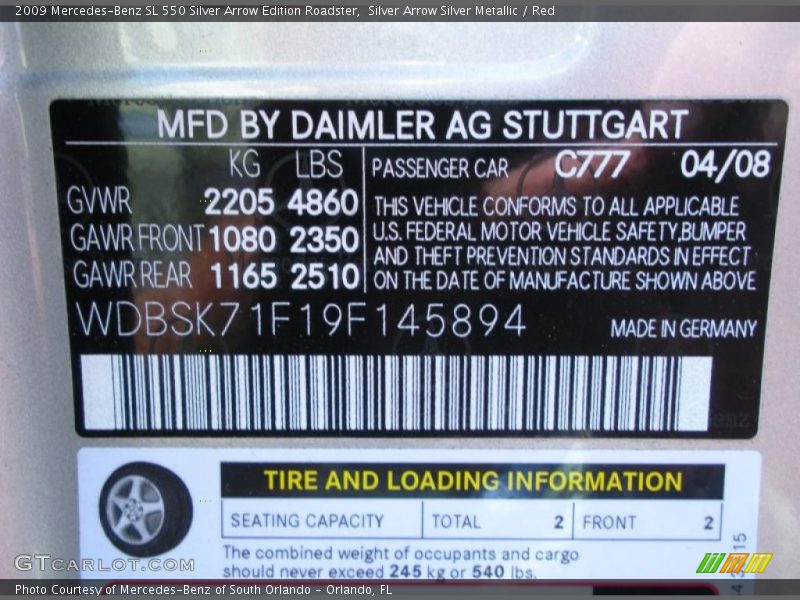 2009 Mercedes-Benz SL 550 Silver Arrow Edition Roadster, Silver Arrow Silver Metallic / Red
MFD BY DAIMLER AG STUTTGART
KG LBS
GVWR 2205 4860
GAWR FRONT 1080 2350
GAWR REAR 1165 2510
PASSENGER CAR C777 04/08
THIS VEHICLE CONFORMS TO ALL APPLICABLE
U.S. FEDERAL MOTOR VEHICLE SAFETY,BUMPER
AND THEFT PREVENTION STANDARDS IN EFFECT
ON THE DATE OF MANUFACTURE SHOWN ABOVE
WDBSK71F19F145894
MADE IN GERMANY
TIRE AND LOADING INFORMATION
SEATING CAPACITY TOTAL 2 FRONT 2
The combined weight of occupants and cargo
should never exceed 245 kg or 540 lbs.
GTCARLOT.COM
Photo Courtesy of Mercedes-Benz of South Orlando - Orlando, FL